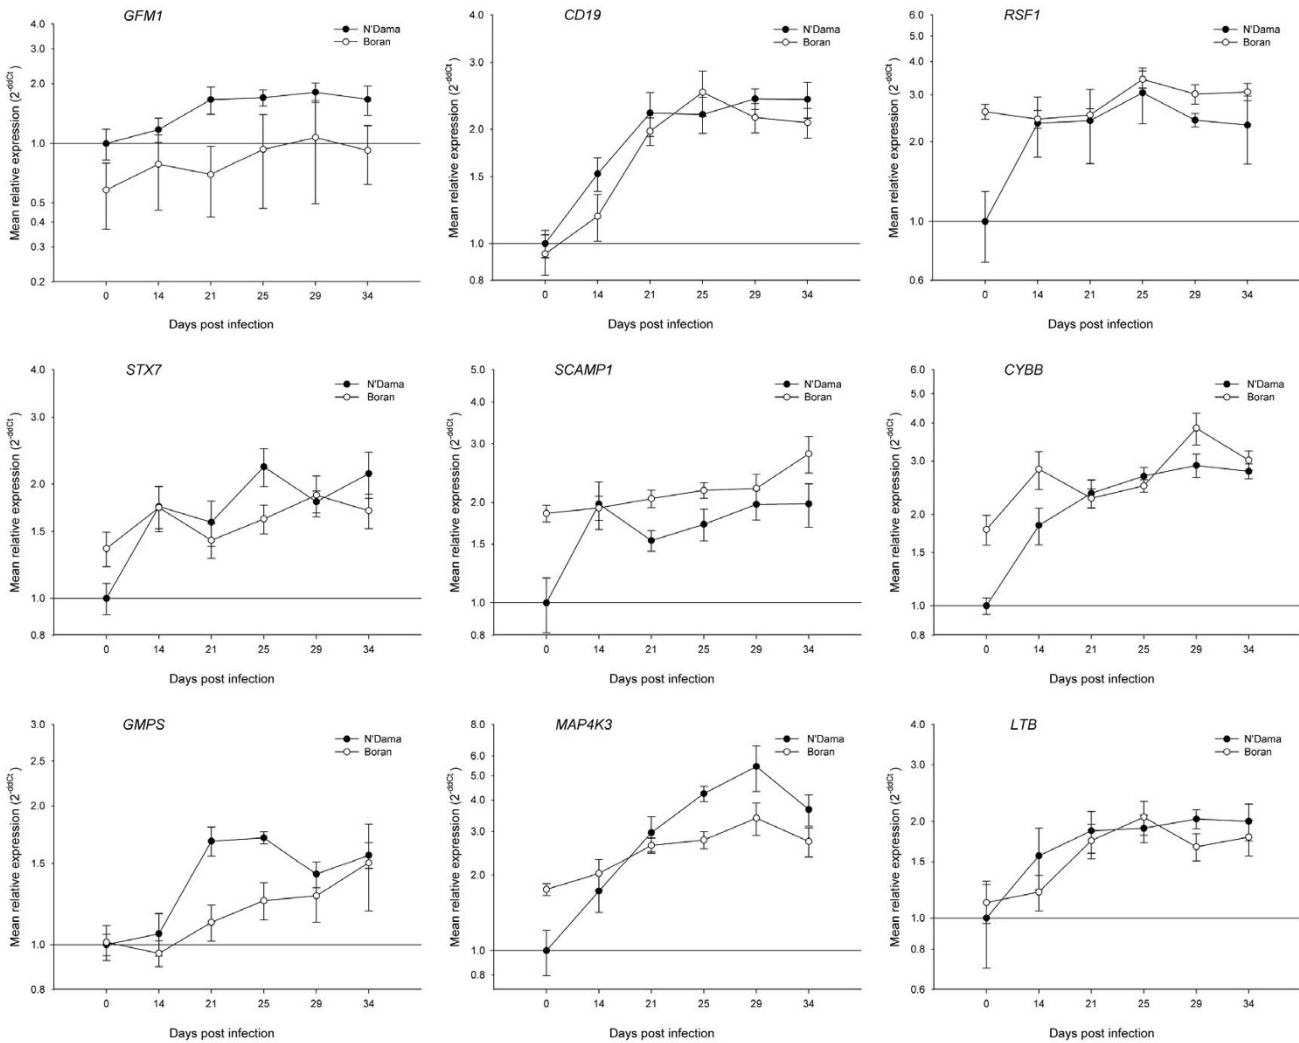 GFM1
N'Dama
Boran
Mean relative expression (2^-ddCt)
4.0
3.0
2.0
1.0
0.5
0.4
0.3
0.2
0 14 21 25 29 34
Days post infection
CD19
N'Dama
Boran
Mean relative expression (2^-ddCt)
4.0
3.0
2.0
1.5
1.0
0.8
0 14 21 25 29 34
Days post infection
RSF1
N'Dama
Boran
Mean relative expression (2^-ddCt)
6.0
5.0
4.0
3.0
2.0
1.0
0.6
0 14 21 25 29 34
Days post infection
STX7
N'Dama
Boran
Mean relative expression (2^-ddCt)
4.0
3.0
2.0
1.5
1.0
0.8
0 14 21 25 29 34
Days post infection
SCAMP1
N'Dama
Boran
Mean relative expression (2^-ddCt)
5.0
4.0
3.0
2.0
1.5
1.0
0.8
0 14 21 25 29 34
Days post infection
CYBB
N'Dama
Boran
Mean relative expression (2^-ddCt)
6.0
5.0
4.0
3.0
2.0
1.5
1.0
0.8
0 14 21 25 29 34
Days post infection
GMPS
N'Dama
Boran
Mean relative expression (2^-ddCt)
3.0
2.5
2.0
1.5
1.0
0.8
0 14 21 25 29 34
Days post infection
MAP4K3
N'Dama
Boran
Mean relative expression (2^-ddCt)
8.0
6.0
5.0
4.0
3.0
2.0
1.0
0.8
0 14 21 25 29 34
Days post infection
LTB
N'Dama
Boran
Mean relative expression (2^-ddCt)
4.0
3.0
2.0
1.5
1.0
0.8
0.6
0 14 21 25 29 34
Days post infection